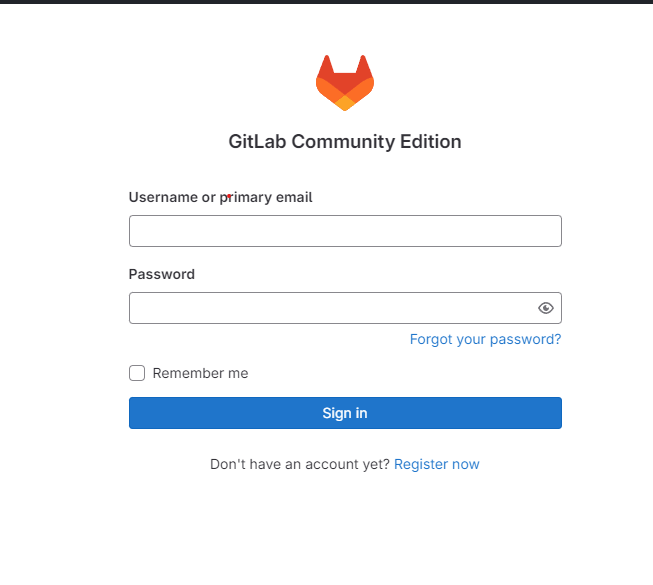 GitLab Community Edition
Username or primary email
Password
Forgot your password?
Remember me
Sign in
Don't have an account yet? Register now